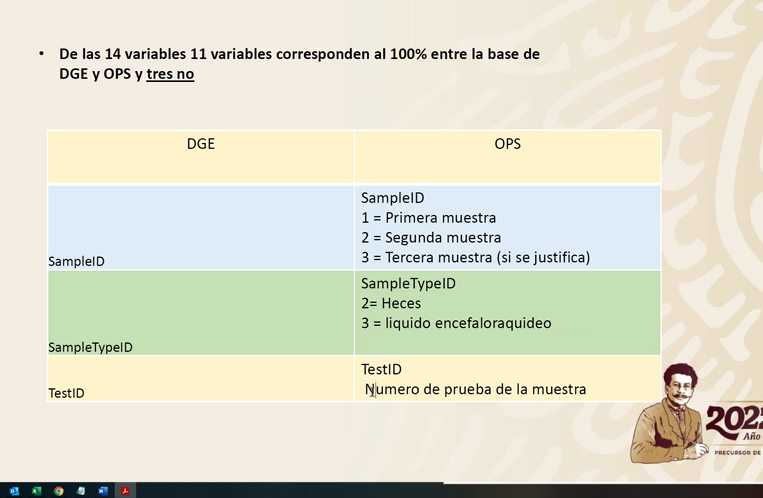 • De las 14 variables 11 variables corresponden al 100% entre la base de
DGE y OPS y tres no
DGE
OPS
SampleID
SampleID
1 = Primera muestra
2 = Segunda muestra
3 = Tercera muestra (si se justifica)
SampleTypeID
SampleTypeID
2= Heces
3 = liquido encefaloraquideo
TestID
TestID
Numero de prueba de la muestra
Año
PRECURSOR DE